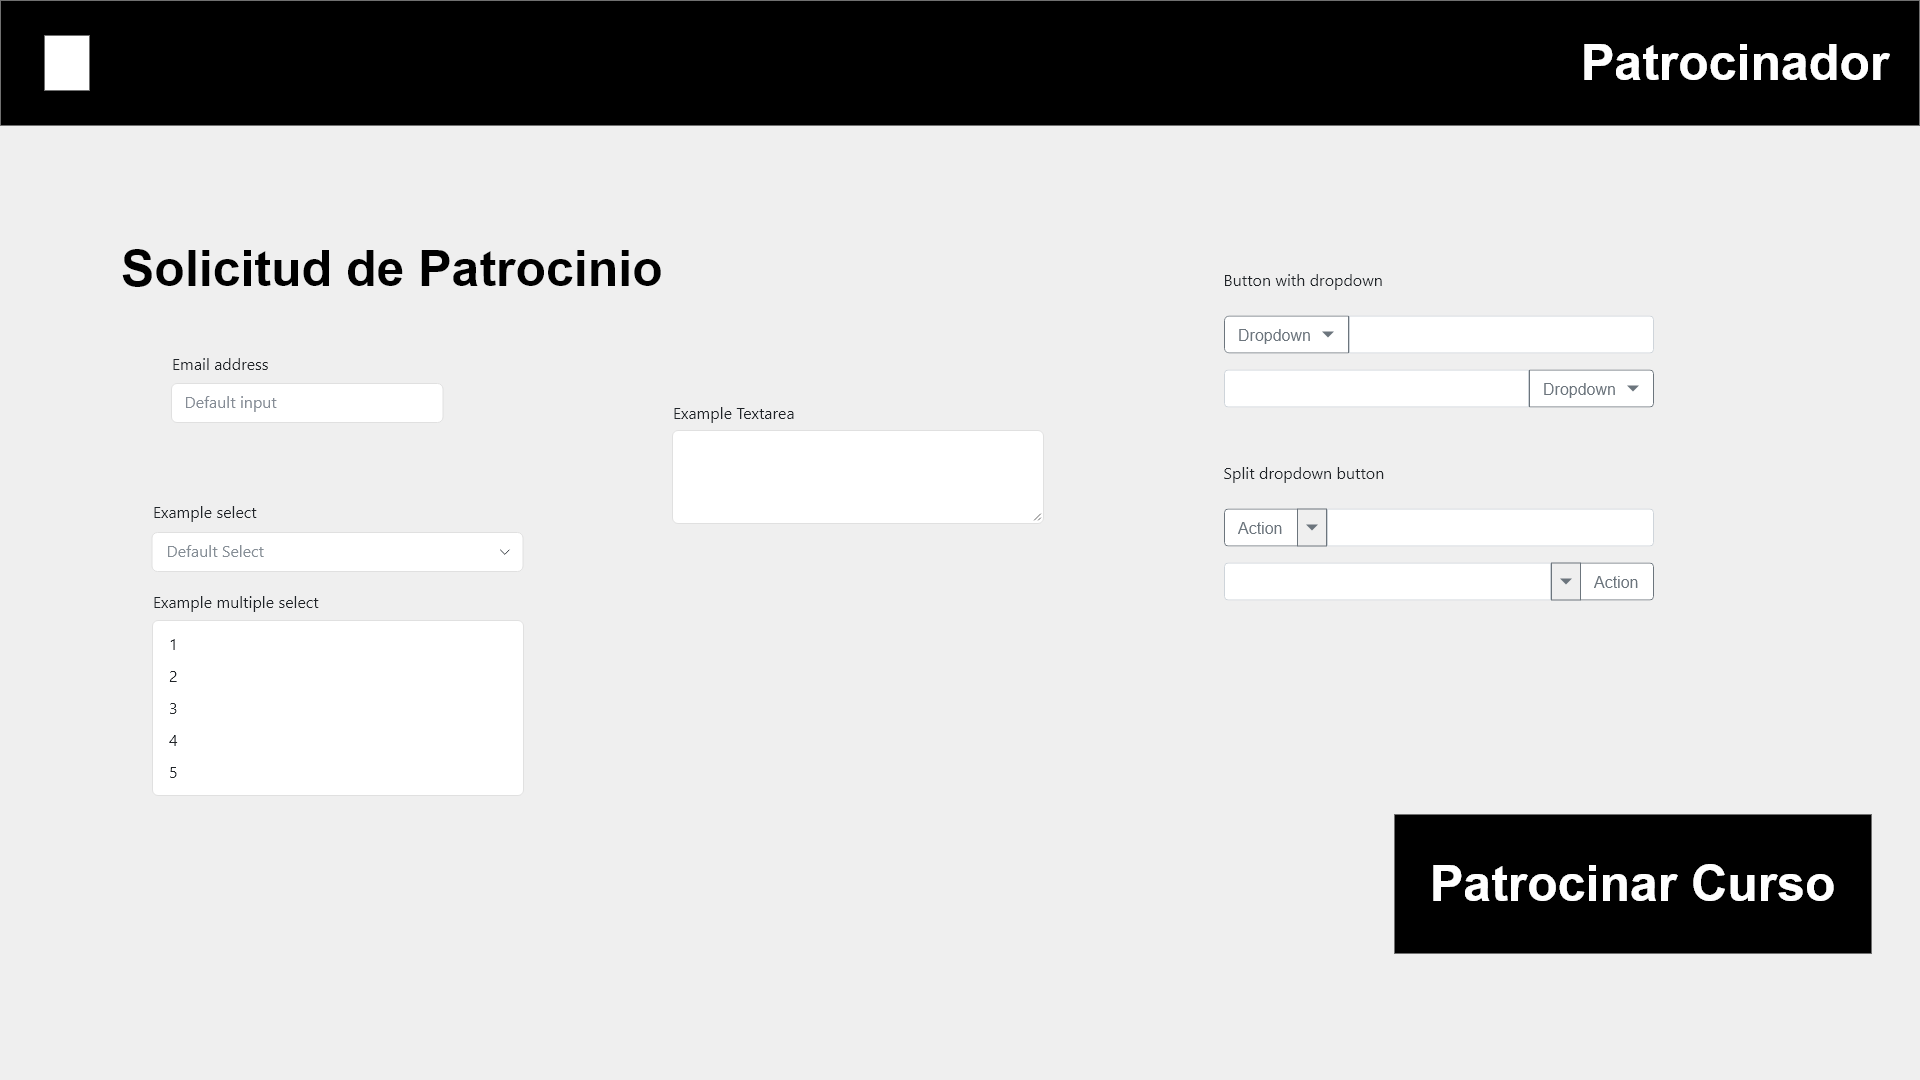 Patrocinador
Solicitud de Patrocinio
Email address
Default input
Example select
Default Select
Example multiple select
1
2
3
4
5
Example Textarea
Button with dropdown
Dropdown
Dropdown
Split dropdown button
Action
Action
Patrocinar Curso